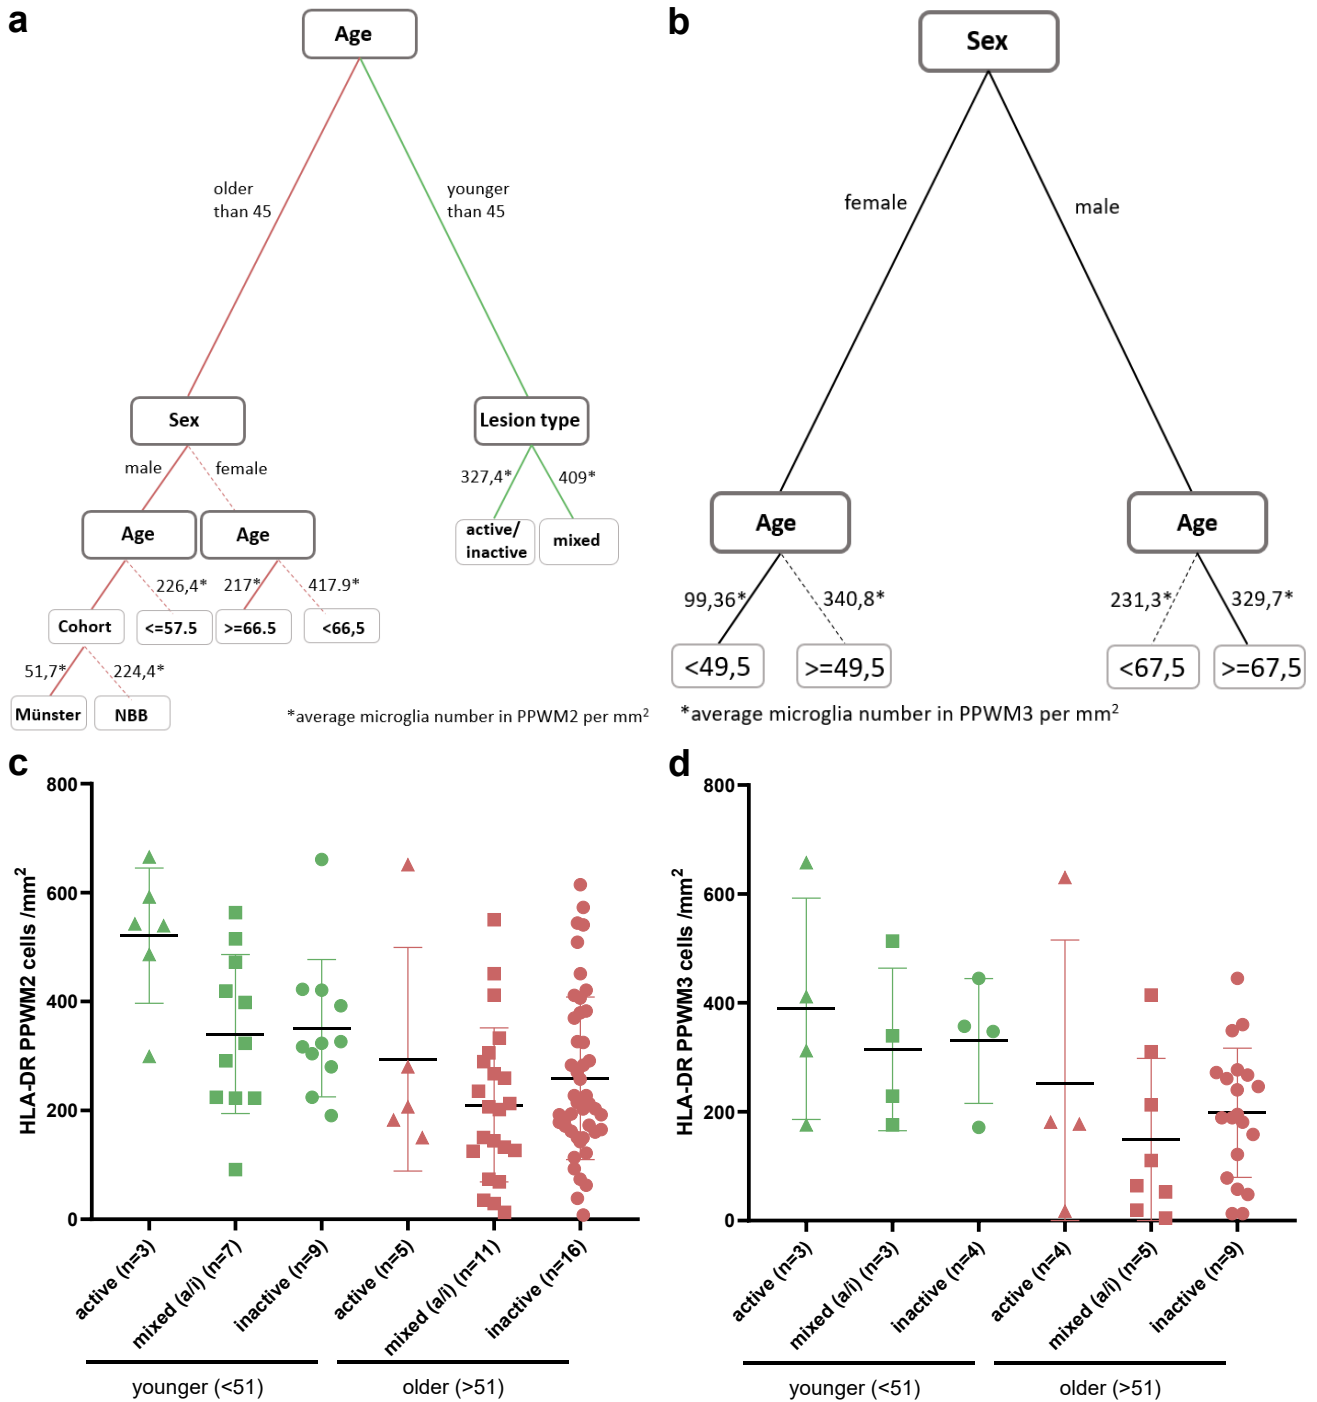 a
Age
older
than 45
younger
than 45
Sex
Lesion type
male
female
327,4*
409*
Age
Age
active/
inactive
mixed
226,4*
217*
417.9*
Cohort
<=57.5
>=66.5
<66,5
51,7*
224,4*
Münster
NBB
*average microglia number in PPWM2 per mm²
b
Sex
female
male
Age
Age
99,36*
340,8*
231,3*
329,7*
<49,5
>=49,5
<67,5
>=67,5
*average microglia number in PPWM3 per mm²
c
HLA-DR PPWM2 cells /mm²
800
600
400
200
0
active (n=3)
mixed (a/i) (n=7)
inactive (n=9)
active (n=5)
mixed (a/i) (n=11)
inactive (n=16)
younger (<51)
older (>51)
d
HLA-DR PPWM3 cells /mm²
800
600
400
200
0
active (n=3)
mixed (a/i) (n=3)
inactive (n=4)
active (n=4)
mixed (a/i) (n=5)
inactive (n=9)
younger (<51)
older (>51)